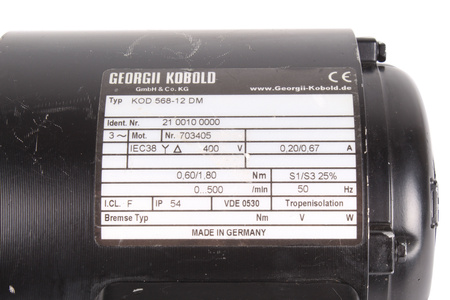 GEORGII KOBOLD CE
GmbH & Co. KG www.Georgii-Kobold.de
Typ KOD 568-12 DM
Ident. Nr. 21 0010 0000
3 ~ Mot. Nr. 703405
IEC38 Y △ 400 V 0,20/0,67 A
0,60/1,80 Nm S1/S3 25%
0...500 /min 50 Hz
I.CL. F IP 54 VDE 0530 Tropenisolation
Bremse Typ Nm V W
MADE IN GERMANY